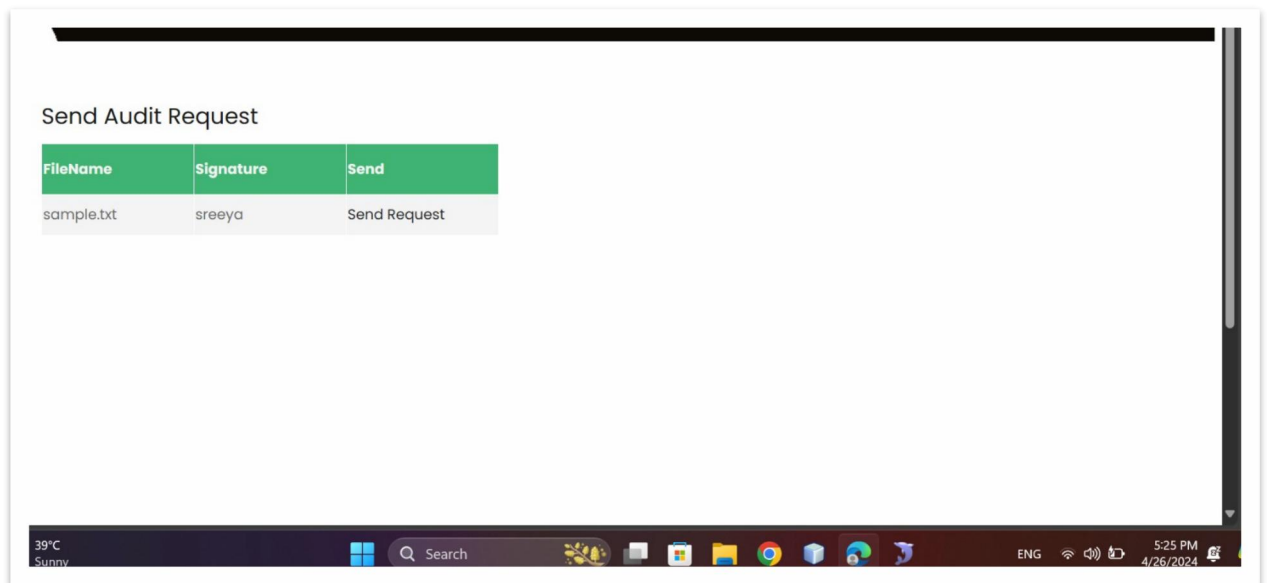 Send Audit Request
FileName Signature Send
sample.txt sreeya Send Request
39°C
Sunny
Search
ENG
5:25 PM
4/26/2024